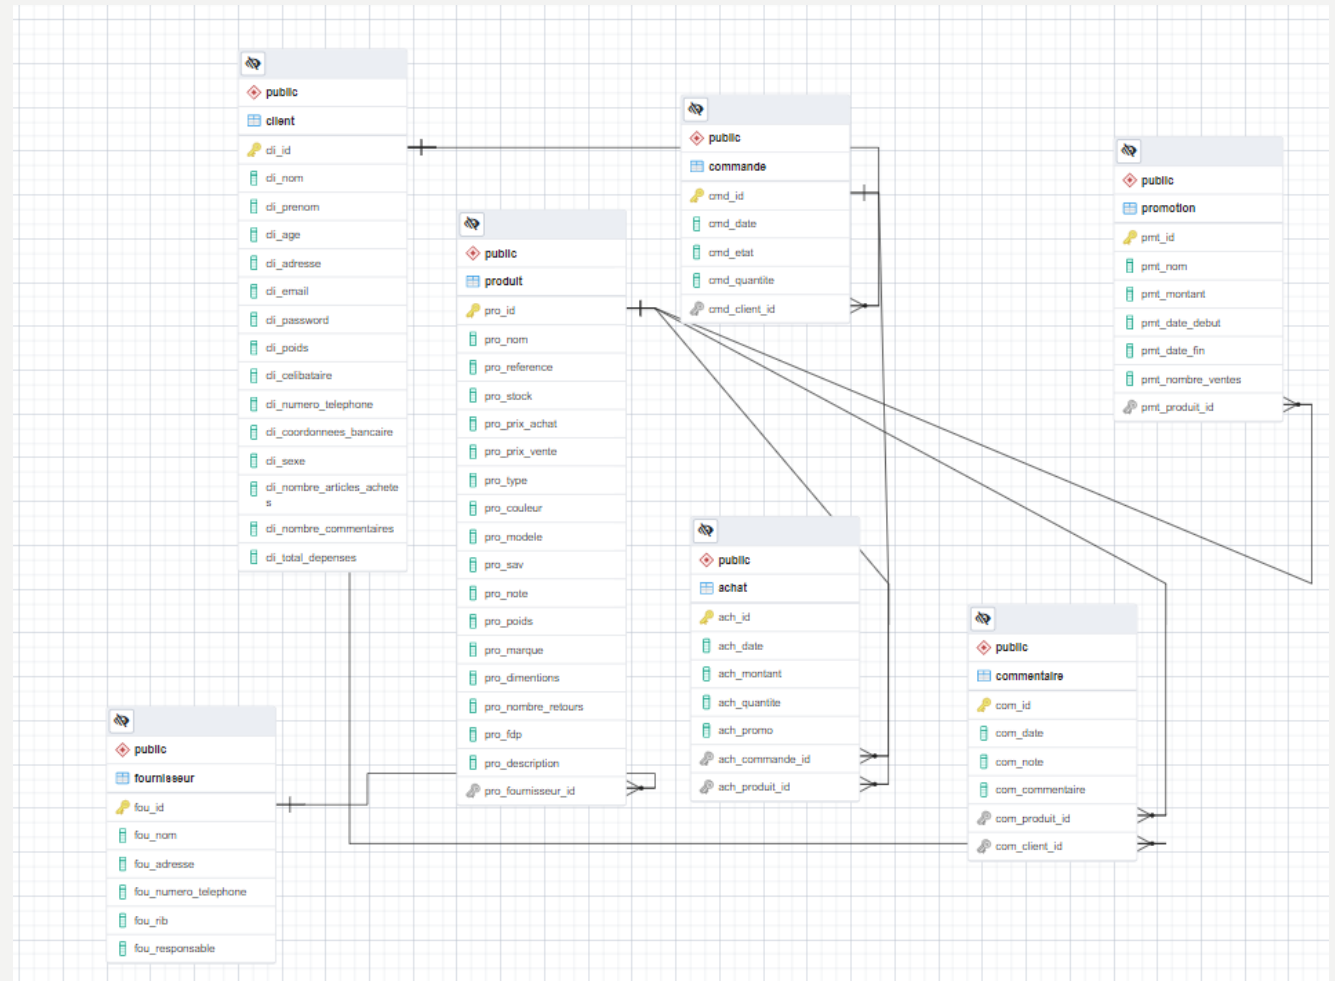 public
client
cli_id
cli_nom
cli_prenom
cli_age
cli_adresse
cli_email
cli_password
cli_poids
cli_celibataire
cli_numero_telephone
cli_coordonnees_bancaire
cli_sexe
cli_nombre_articles_achete
s
cli_nombre_commentaires
cli_total_depenses
public
produit
pro_id
pro_nom
pro_reference
pro_stock
pro_prix_achat
pro_prix_vente
pro_type
pro_couleur
pro_modele
pro_sav
pro_note
pro_poids
pro_marque
pro_dimentions
pro_nombre_retours
pro_fdp
pro_description
pro_fournisseur_id
public
commande
cmd_id
cmd_date
cmd_etat
cmd_quantite
cmd_client_id
public
promotion
pmt_id
pmt_nom
pmt_montant
pmt_date_debut
pmt_date_fin
pmt_nombre_ventes
pmt_produit_id
public
achat
ach_id
ach_date
ach_montant
ach_quantite
ach_promo
ach_commande_id
ach_produit_id
public
commentaire
com_id
com_date
com_note
com_commentaire
com_produit_id
com_client_id
public
fournisseur
fou_id
fou_nom
fou_adresse
fou_numero_telephone
fou_rib
fou_responsable